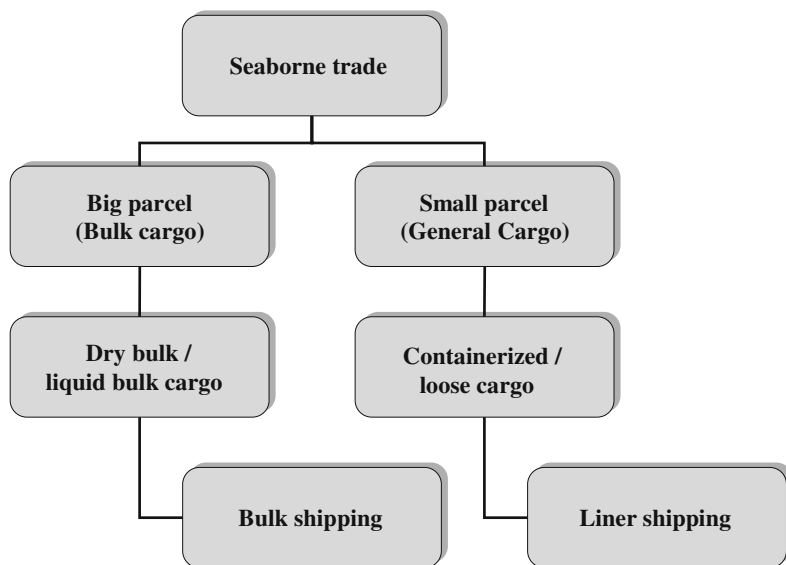 Seaborne trade
Big parcel
(Bulk cargo)
Small parcel
(General Cargo)
Dry bulk /
liquid bulk cargo
Containerized /
loose cargo
Bulk shipping
Liner shipping